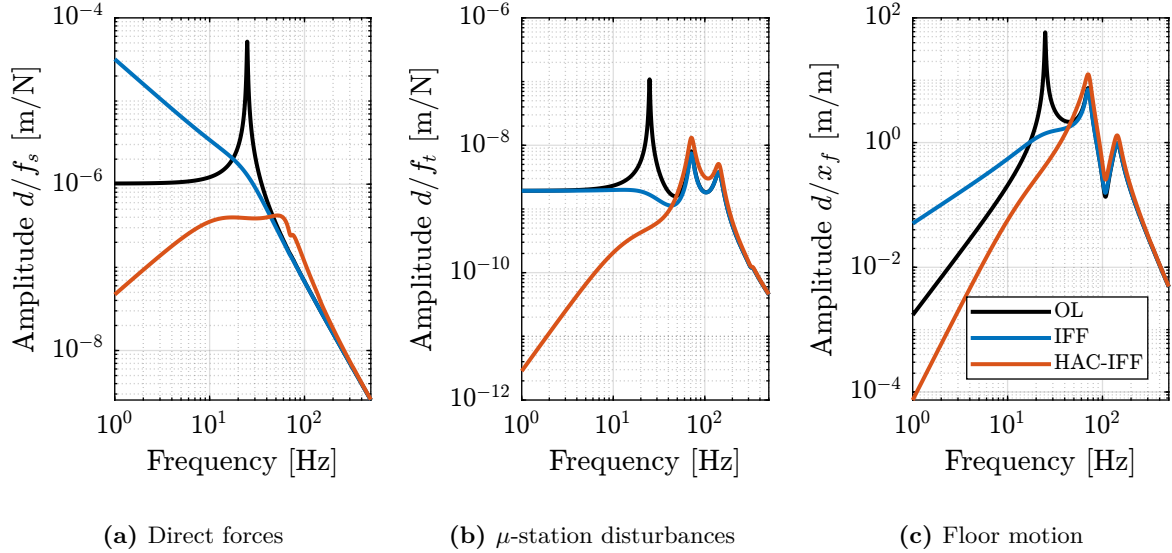 Amplitude d/f_s [m/N]
10^-4
10^-6
10^-8
10^0 10^1 10^2
Frequency [Hz]
(a) Direct forces
Amplitude d/f_t [m/N]
10^-6
10^-8
10^-10
10^-12
10^0 10^1 10^2
Frequency [Hz]
(b) μ-station disturbances
Amplitude d/x_f [m/m]
10^2
10^0
10^-2
10^-4
OL
IFF
HAC-IFF
10^0 10^1 10^2
Frequency [Hz]
(c) Floor motion